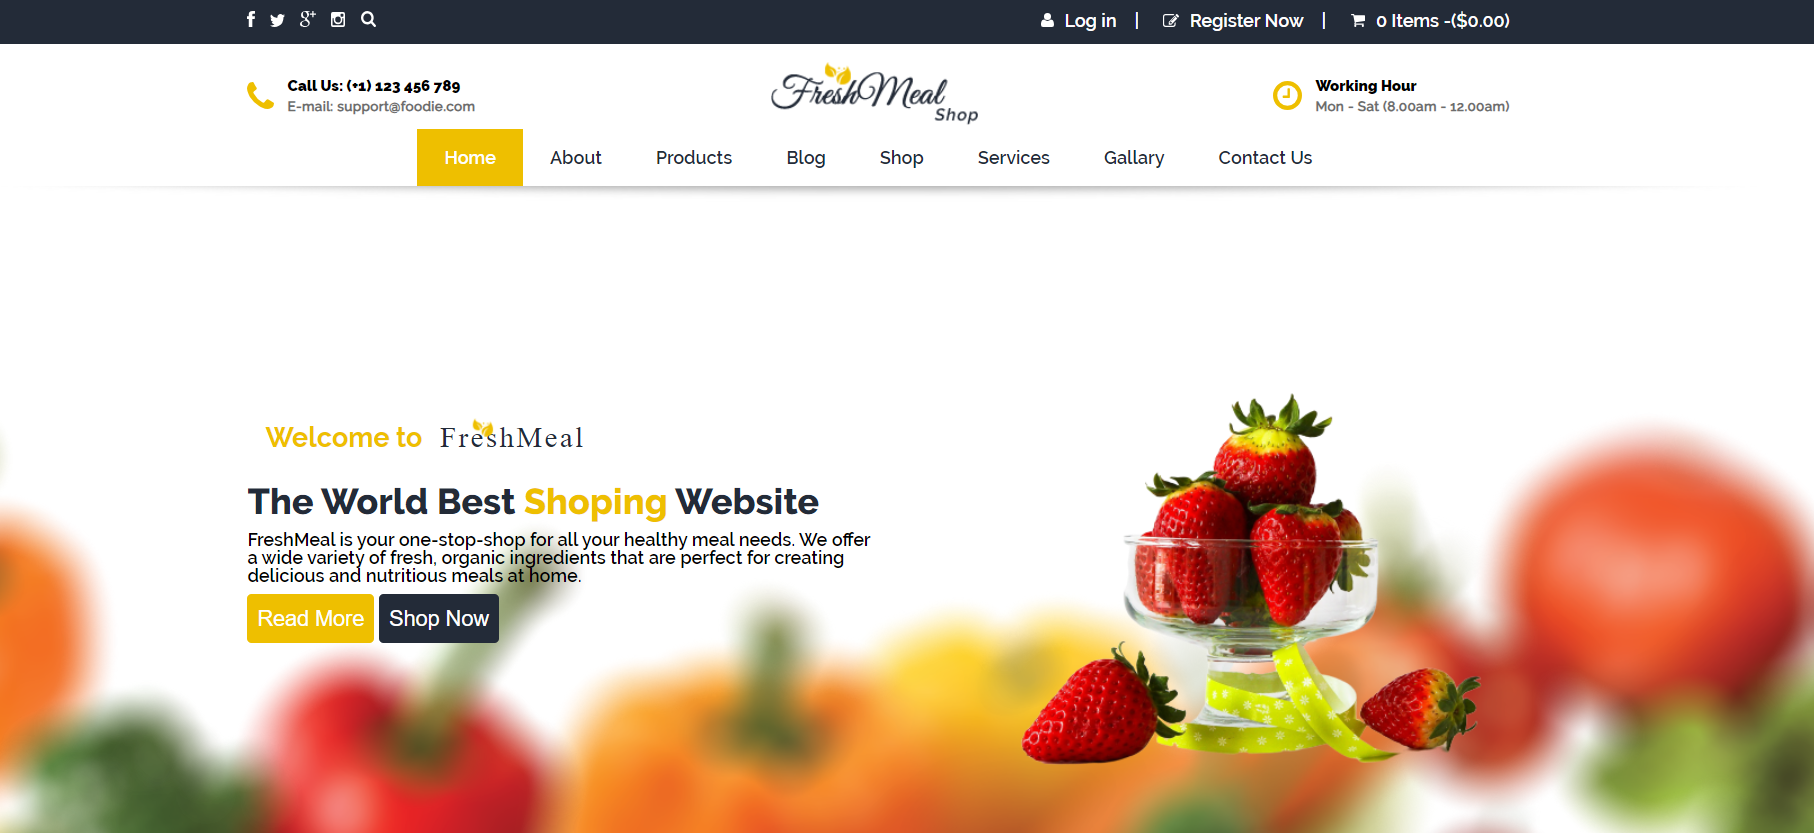 Log in | Register Now | 0 Items -($0.00)
Call Us: (+1) 123 456 789
E-mail: support@foodie.com
FreshMeal
Shop
Working Hour
Mon - Sat (8.00am - 12.00am)
Home About Products Blog Shop Services Gallary Contact Us
Welcome to FreshMeal
The World Best Shoping Website
FreshMeal is your one-stop-shop for all your healthy meal needs. We offer
a wide variety of fresh, organic ingredients that are perfect for creating
delicious and nutritious meals at home.
Read More Shop Now